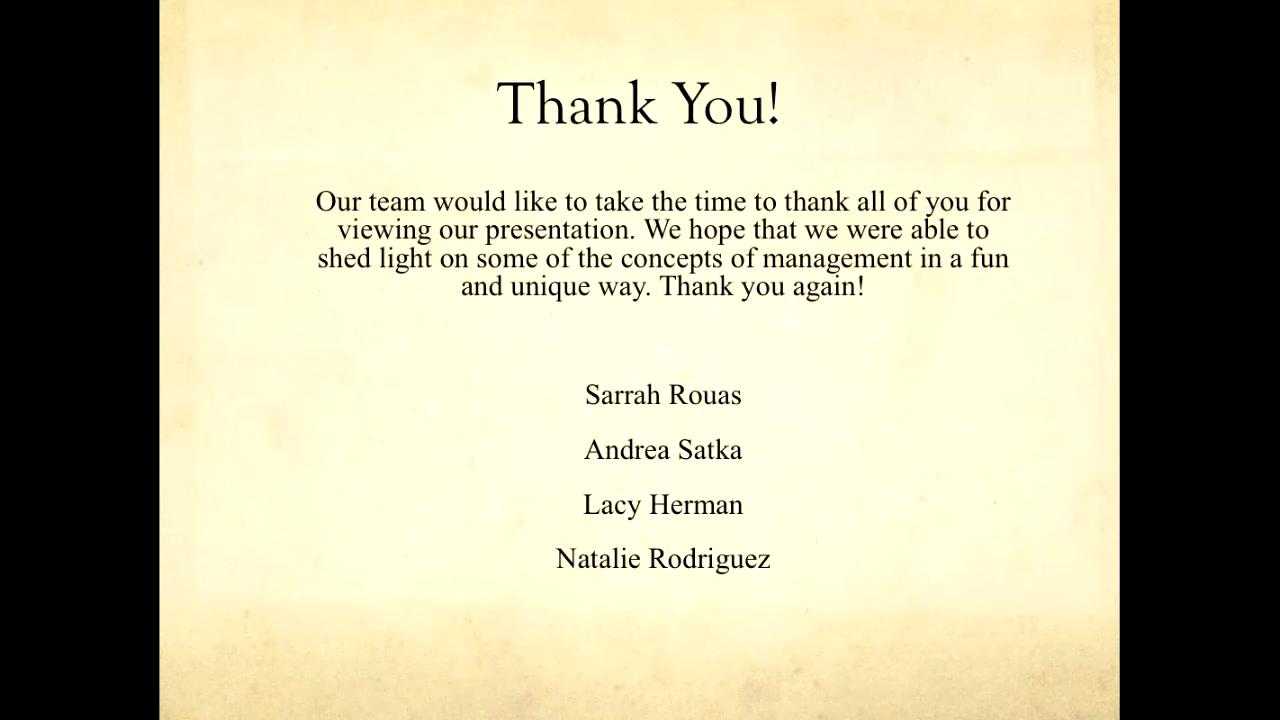 Thank You!
Our team would like to take the time to thank all of you for
viewing our presentation. We hope that we were able to
shed light on some of the concepts of management in a fun
and unique way. Thank you again!
Sarrah Rouas
Andrea Satka
Lacy Herman
Natalie Rodriguez